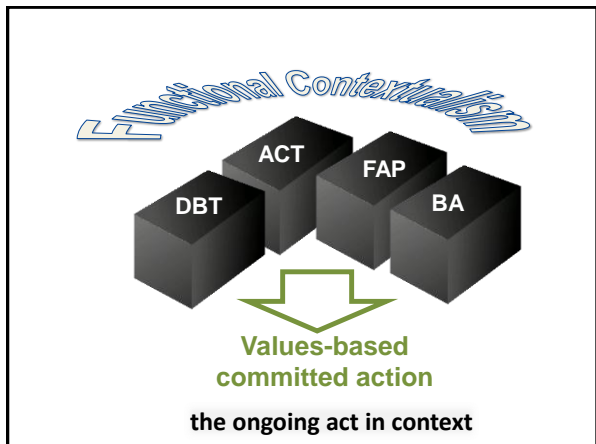 Functional Contextualism
ACT
FAP
DBT
BA
Values-based
committed action
the ongoing act in context